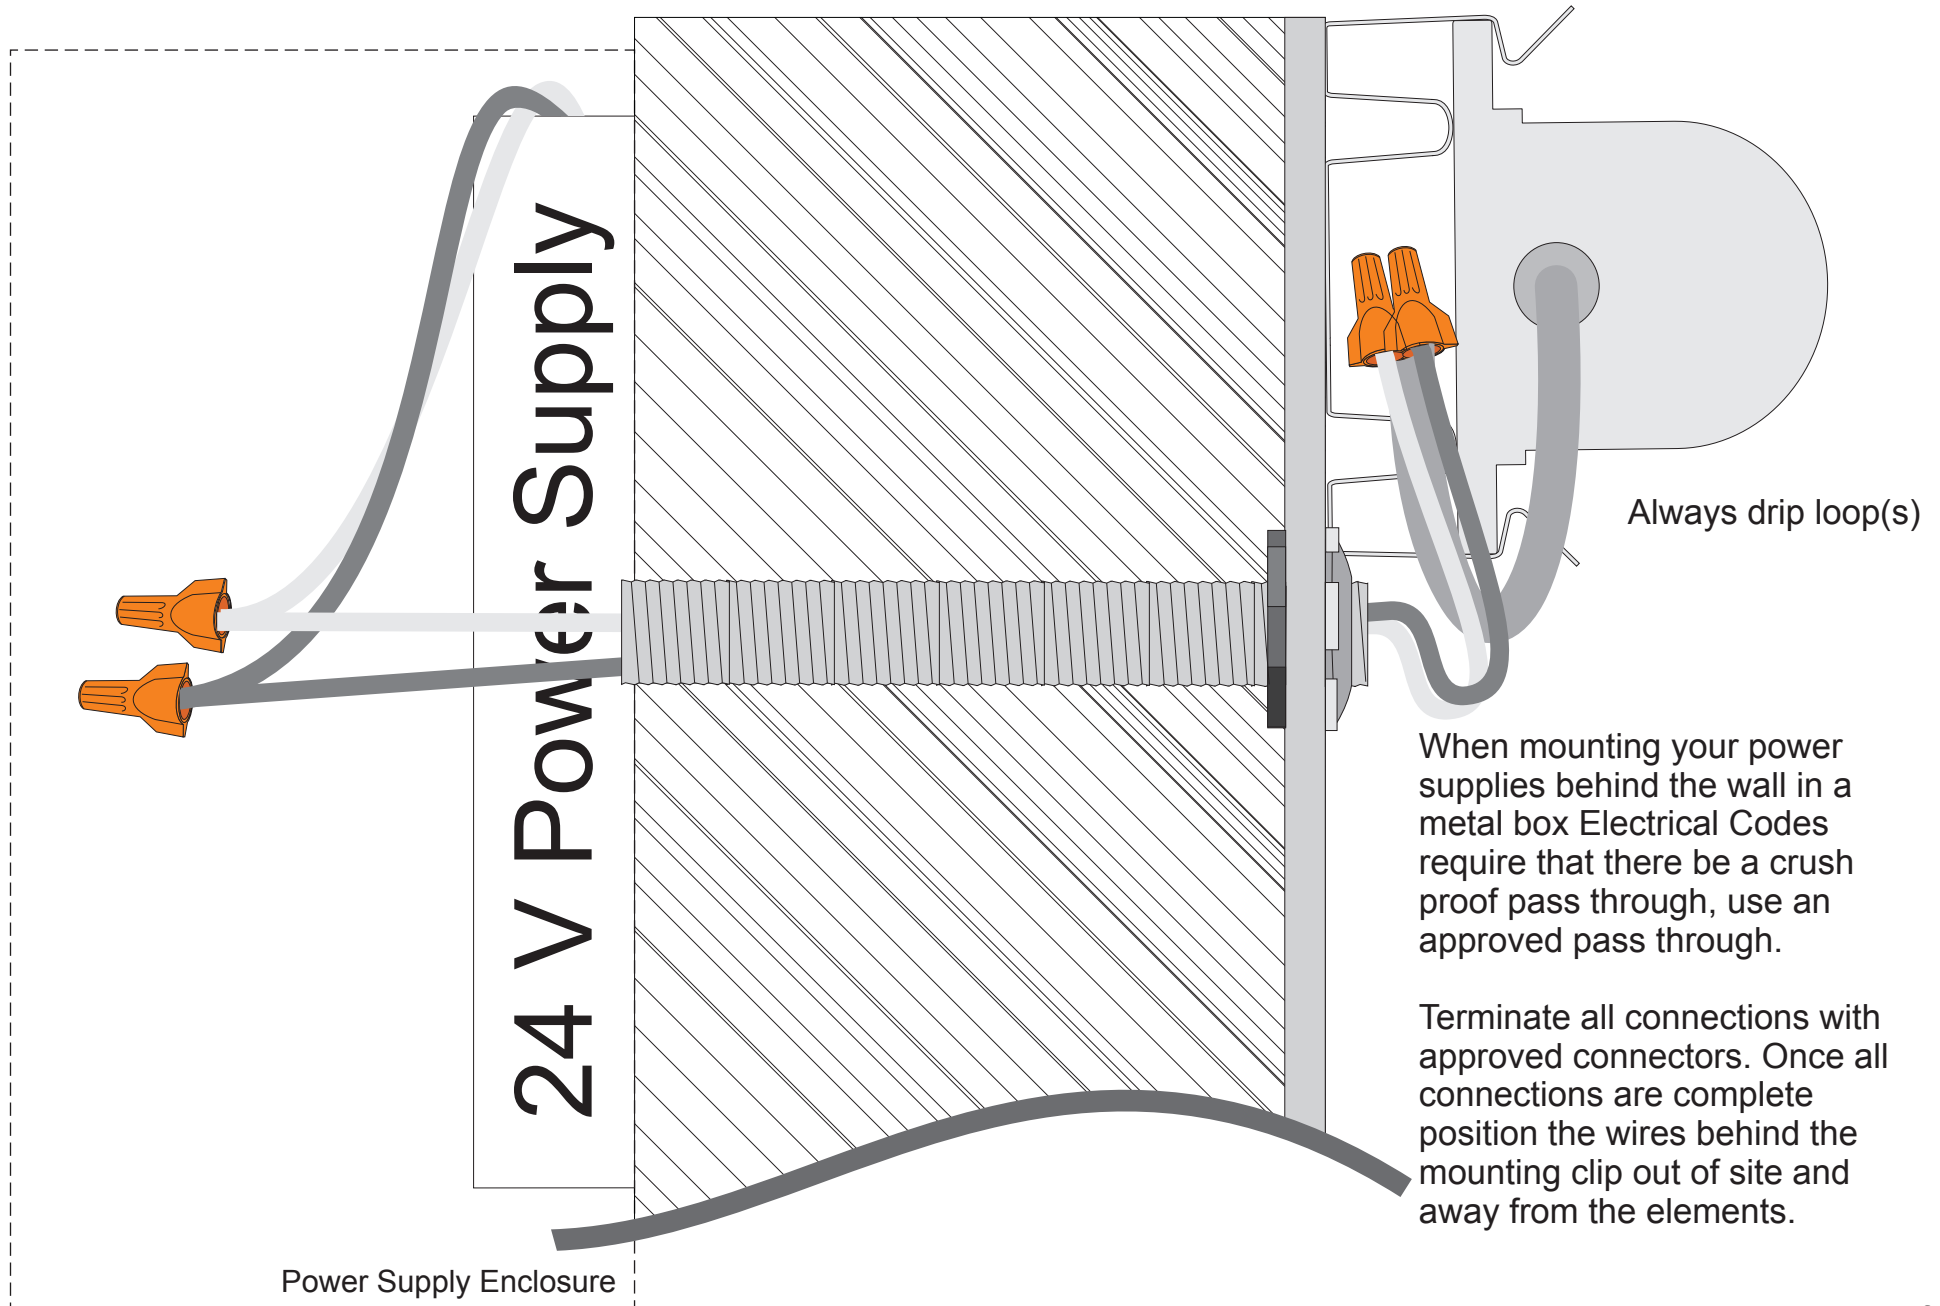 24 V Power Supply
Always drip loop(s)
When mounting your power
supplies behind the wall in a
metal box Electrical Codes
require that there be a crush
proof pass through, use an
approved pass through.
Terminate all connections with
approved connectors. Once all
connections are complete
position the wires behind the
mounting clip out of site and
away from the elements.
Power Supply Enclosure